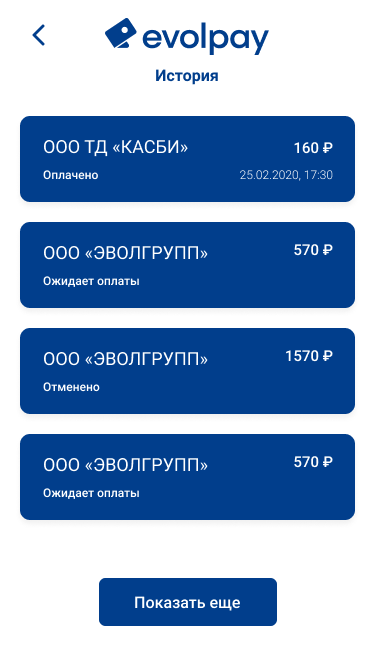 evolpay
История
ООО ТД «КАСБИ»
160 ₽
Оплачено
25.02.2020, 17:30
ООО «ЭВОЛГРУПП»
570 ₽
Ожидает оплаты
ООО «ЭВОЛГРУПП»
1570 ₽
Отменено
ООО «ЭВОЛГРУПП»
570 ₽
Ожидает оплаты
Показать еще